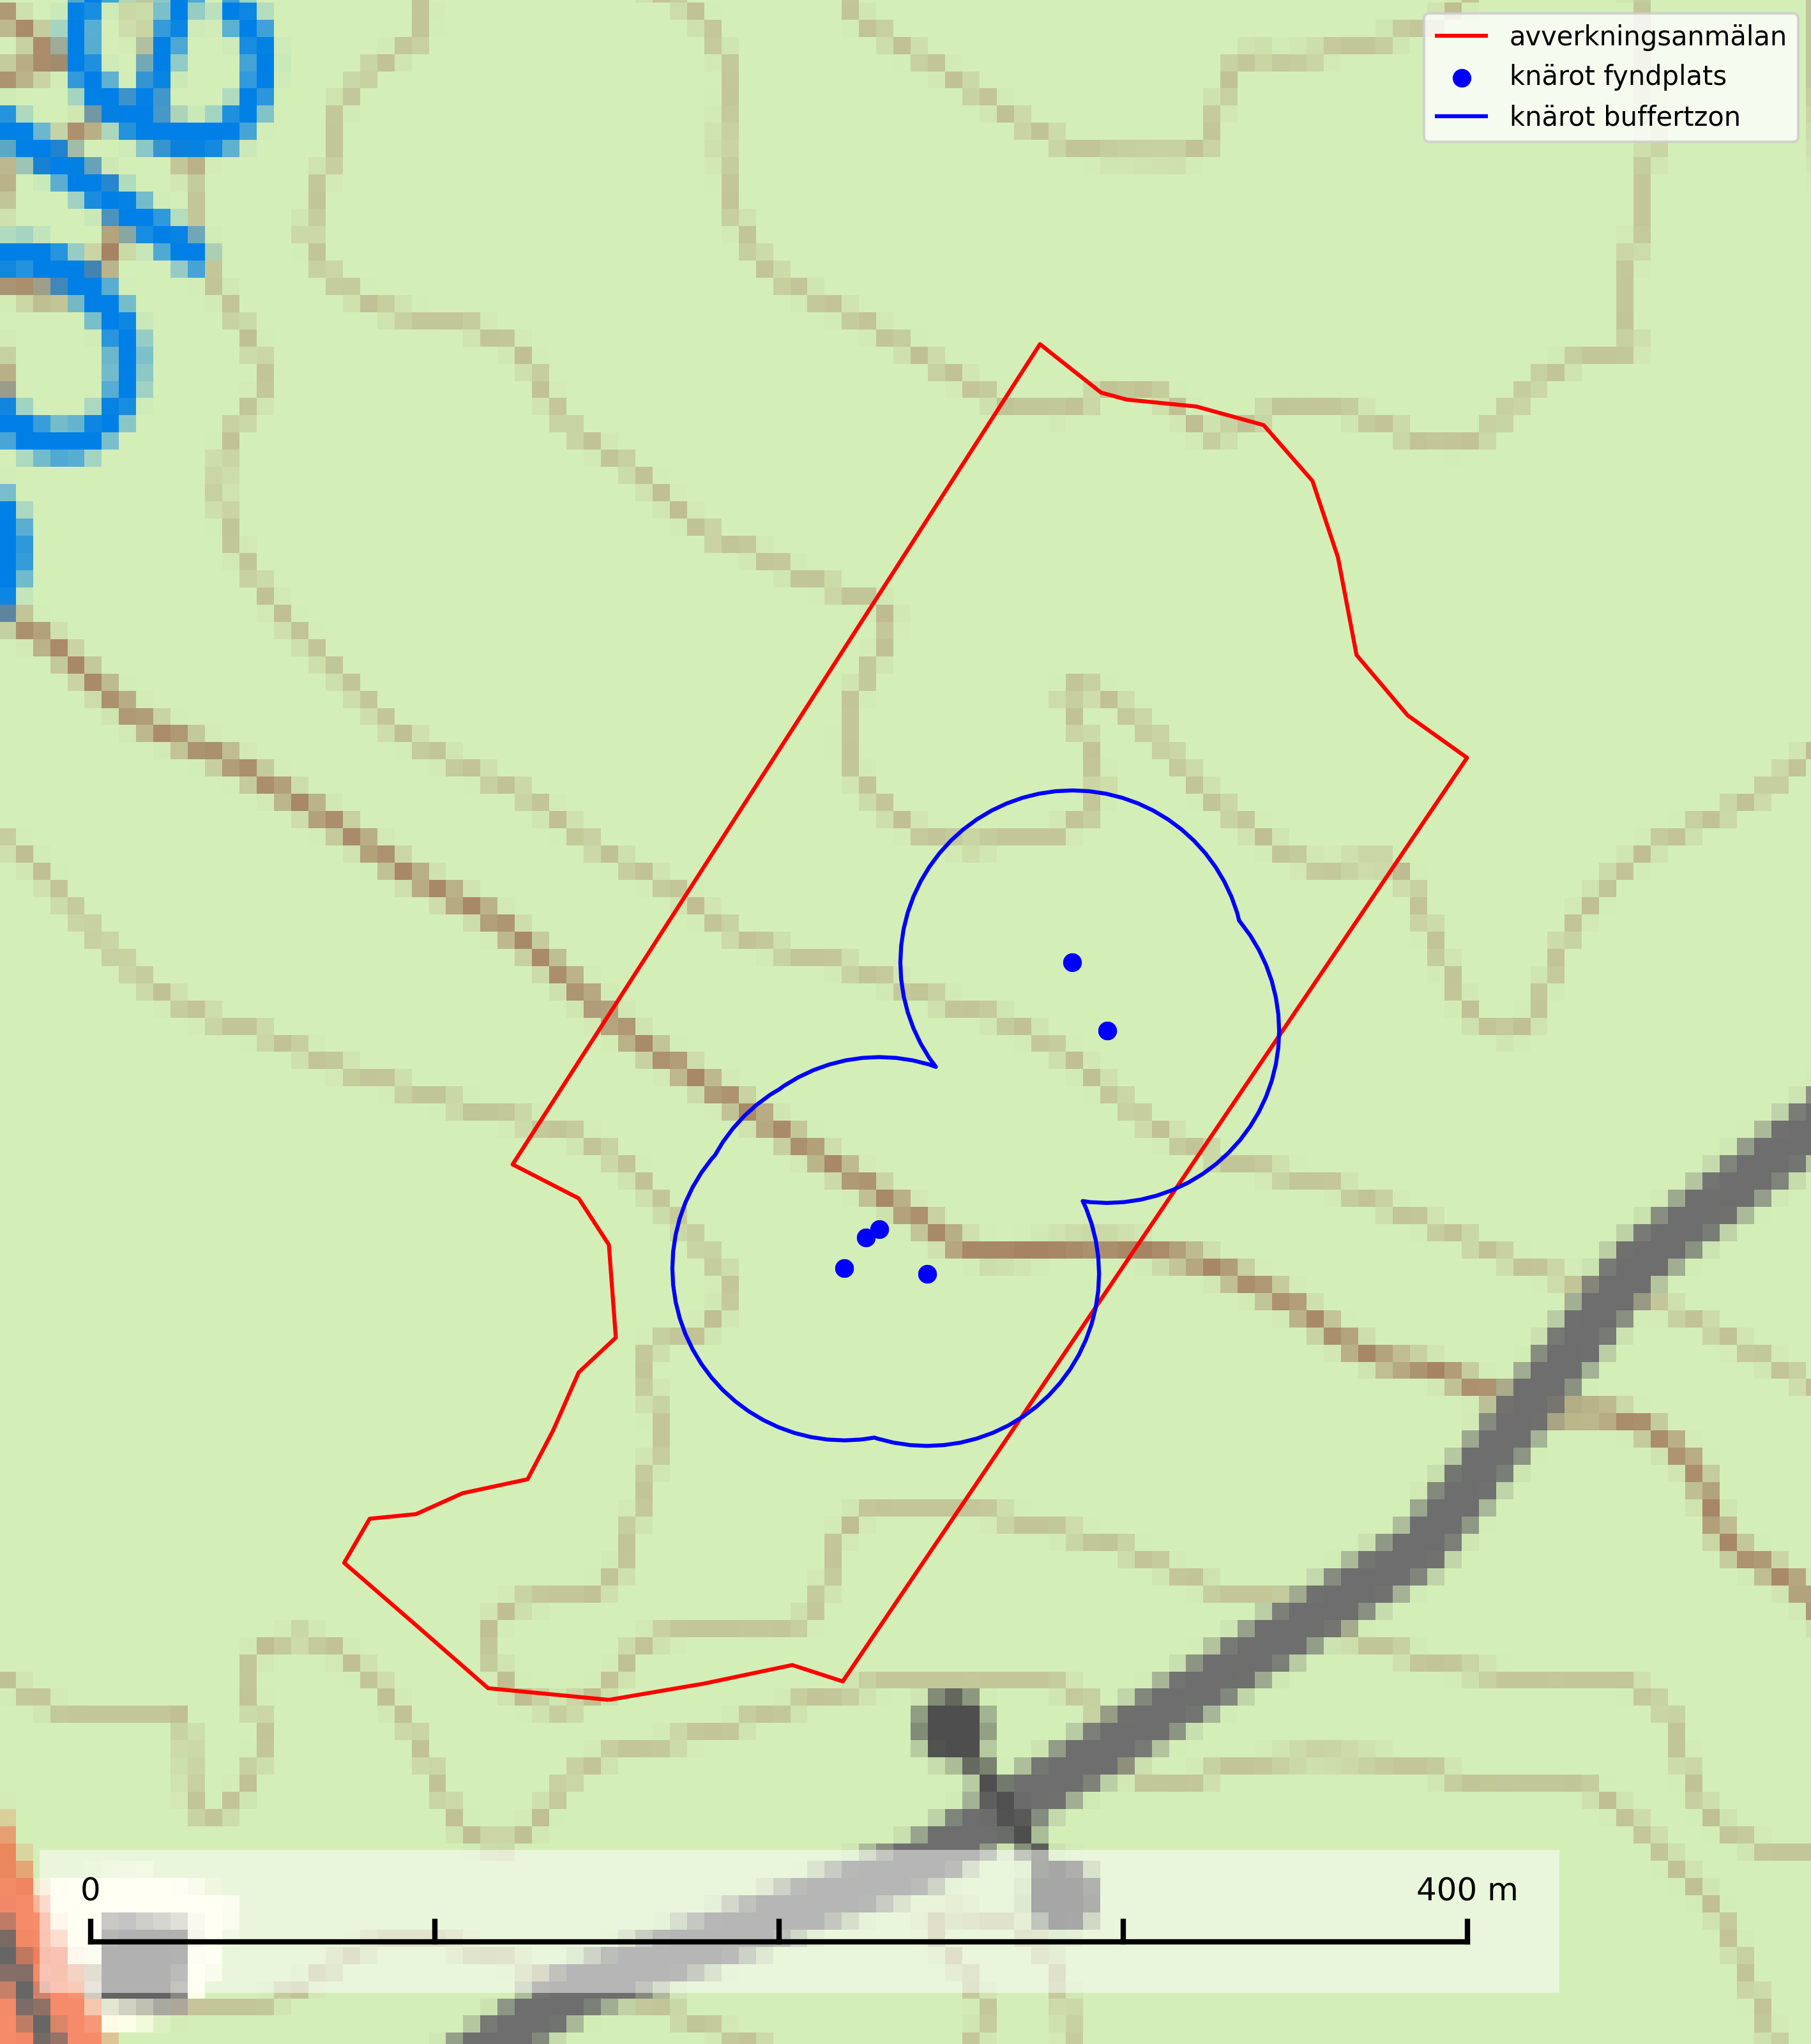 avverkningsanmälan
knärot fyndplats
knärot buffertzon
0
400 m